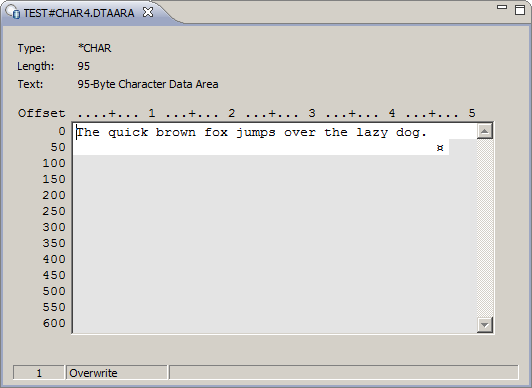 TEST#CHAR4.DTAARA
Type: *CHAR
Length: 95
Text: 95-Byte Character Data Area
Offset ....+... 1 ...+... 2 ...+... 3 ...+... 4 ...+... 5
0 The quick brown fox jumps over the lazy dog.
50 ¤
100
150
200
250
300
350
400
450
500
550
600
1 Overwrite